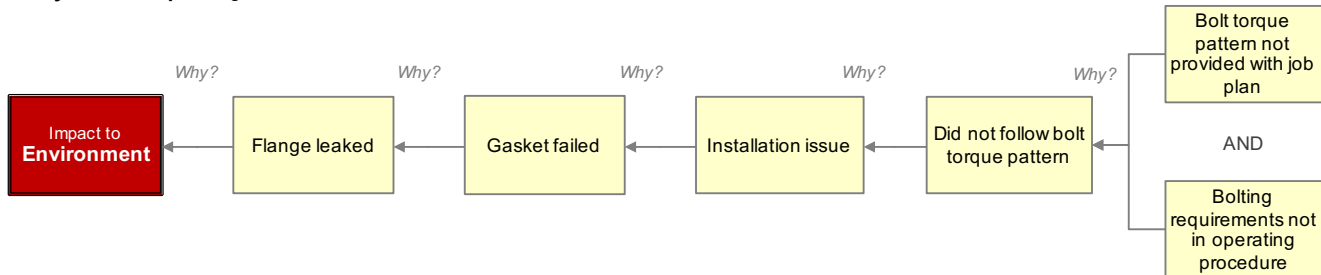 Why?
Why?
Why?
Why?
Why?
Impact to
Environment
Flange leaked
Gasket failed
Installation issue
Did not follow bolt
torque pattern
Bolt torque
pattern not
provided with job
plan
AND
Bolting
requirements not
in operating
procedure